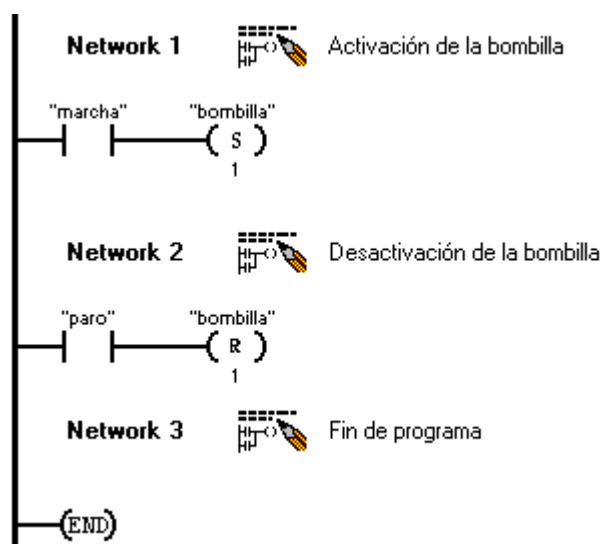 Network 1 Activación de la bombilla
"marcha" "bombilla"
S
1
Network 2 Desactivación de la bombilla
"paro" "bombilla"
R
1
Network 3 Fin de programa
END